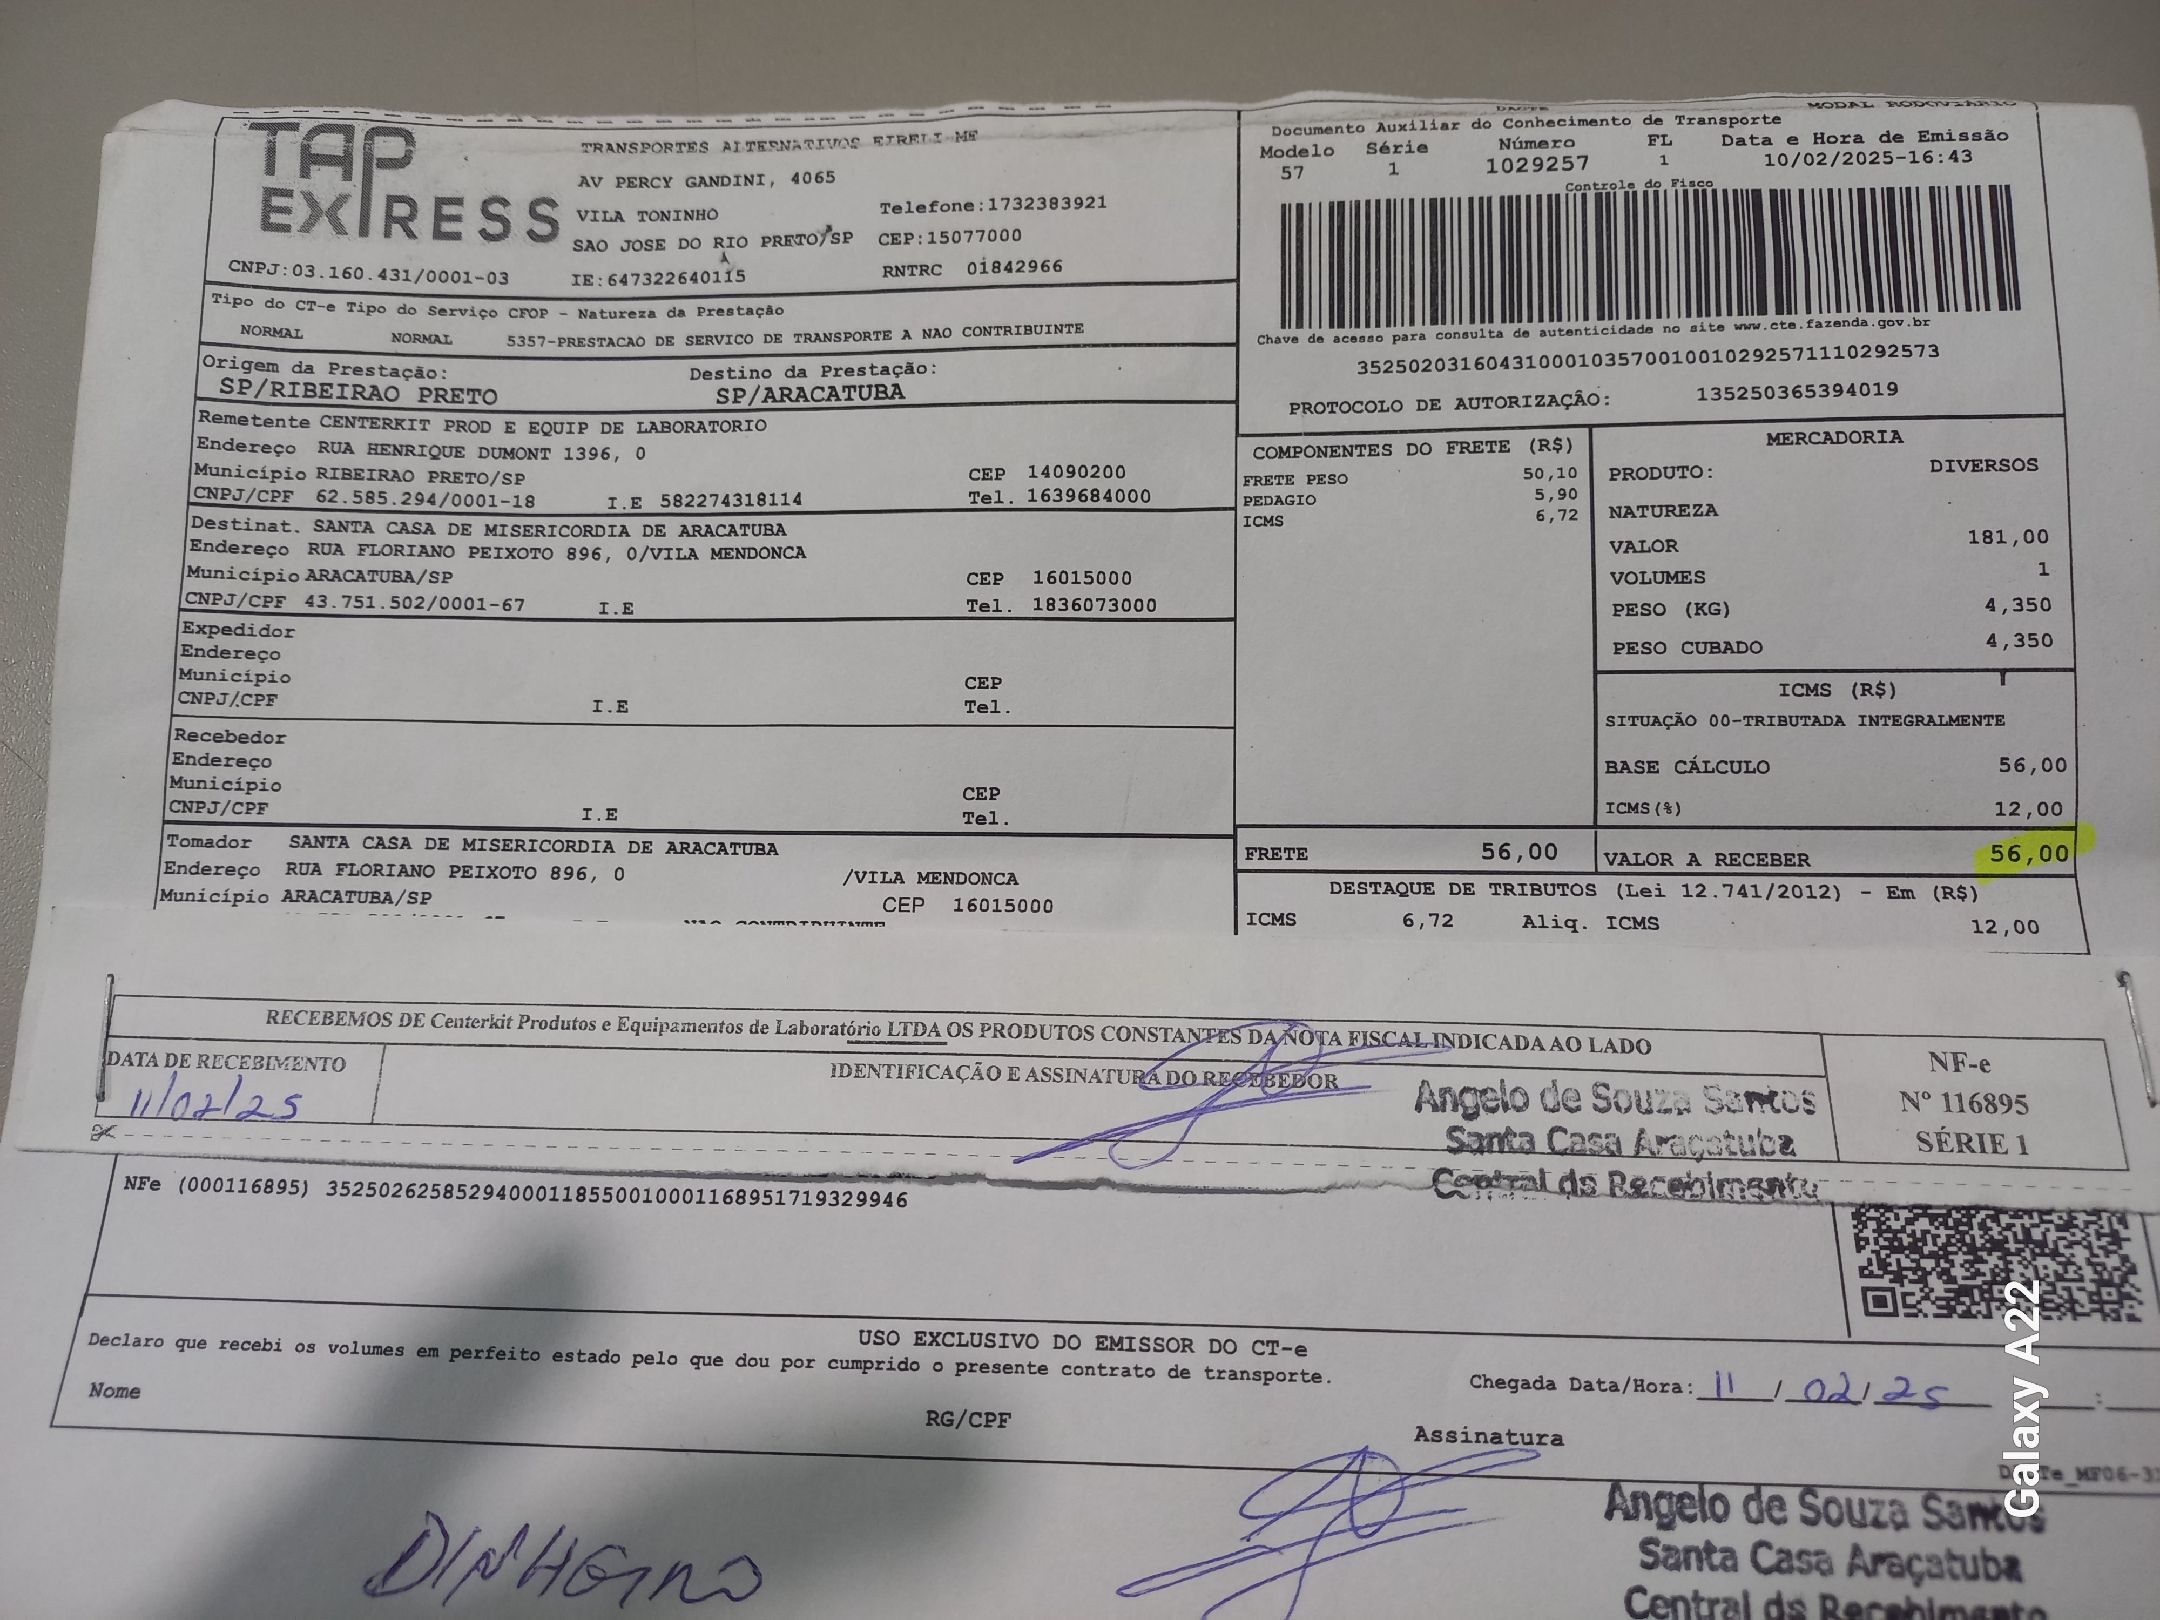 TAP EXPRESS
TRANSPORTES ALTERNATIVOS EIRELI ME
AV PERCY GANDINI, 4065
VILA TONINHO
Telefone:1732383921
SAO JOSE DO RIO PRETO/SP CEP:15077000
CNPJ:03.160.431/0001-03 IE:647322640115 RNTRC 01842966
DACTE MODAL RODOVIÁRIO
Documento Auxiliar do Conhecimento de Transporte
Modelo Série Número FL Data e Hora de Emissão
57 1 1029257 1 10/02/2025-16:43
Controle do Fisco
Chave de acesso para consulta de autenticidade no site www.cte.fazenda.gov.br
35250203160431000103570010010292571110292573
PROTOCOLO DE AUTORIZAÇÃO: 135250365394019
Tipo do CT-e Tipo do Serviço CFOP - Natureza da Prestação
NORMAL NORMAL 5357-PRESTACAO DE SERVICO DE TRANSPORTE A NAO CONTRIBUINTE
Origem da Prestação: Destino da Prestação:
SP/RIBEIRAO PRETO SP/ARACATUBA
Remetente CENTERKIT PROD E EQUIP DE LABORATORIO
Endereço RUA HENRIQUE DUMONT 1396, 0
Município RIBEIRAO PRETO/SP CEP 14090200
CNPJ/CPF 62.585.294/0001-18 I.E 582274318114 Tel. 1639684000
Destinat. SANTA CASA DE MISERICORDIA DE ARACATUBA
Endereço RUA FLORIANO PEIXOTO 896, 0/VILA MENDONCA
Município ARACATUBA/SP CEP 16015000
CNPJ/CPF 43.751.502/0001-67 I.E Tel. 1836073000
Expedidor
Endereço
Município CEP
CNPJ/CPF I.E Tel.
Recebedor
Endereço
Município CEP
CNPJ/CPF I.E Tel.
Tomador SANTA CASA DE MISERICORDIA DE ARACATUBA
Endereço RUA FLORIANO PEIXOTO 896, 0 /VILA MENDONCA
Município ARACATUBA/SP CEP 16015000
COMPONENTES DO FRETE (R$)
FRETE PESO 50,10
PEDAGIO 5,90
ICMS 6,72
MERCADORIA
PRODUTO: DIVERSOS
NATUREZA
VALOR 181,00
VOLUMES 1
PESO (KG) 4,350
PESO CUBADO 4,350
ICMS (R$)
SITUAÇÃO 00-TRIBUTADA INTEGRALMENTE
BASE CÁLCULO 56,00
ICMS(%) 12,00
FRETE 56,00 VALOR A RECEBER 56,00
DESTAQUE DE TRIBUTOS (Lei 12.741/2012) - Em (R$)
ICMS 6,72 Aliq. ICMS 12,00
RECEBEMOS DE Centerkit Produtos e Equipamentos de Laboratório LTDA OS PRODUTOS CONSTANTES DA NOTA FISCAL INDICADA AO LADO
DATA DE RECEBIMENTO IDENTIFICAÇÃO E ASSINATURA DO RECEBEDOR
11/02/25
NF-e
Nº 116895
SÉRIE 1
Angelo de Souza Santos
Santa Casa Araçatuba
Central de Recebimento
NFe (000116895) 35250262585294000118550010001168951719329946
USO EXCLUSIVO DO EMISSOR DO CT-e
Declaro que recebi os volumes em perfeito estado pelo que dou por cumprido o presente contrato de transporte.
Nome RG/CPF Assinatura
Chegada Data/Hora: 11 / 02 / 25 :
DINHEIRO
Angelo de Souza Santos
Santa Casa Araçatuba
Central de Recebimento
Galaxy A22